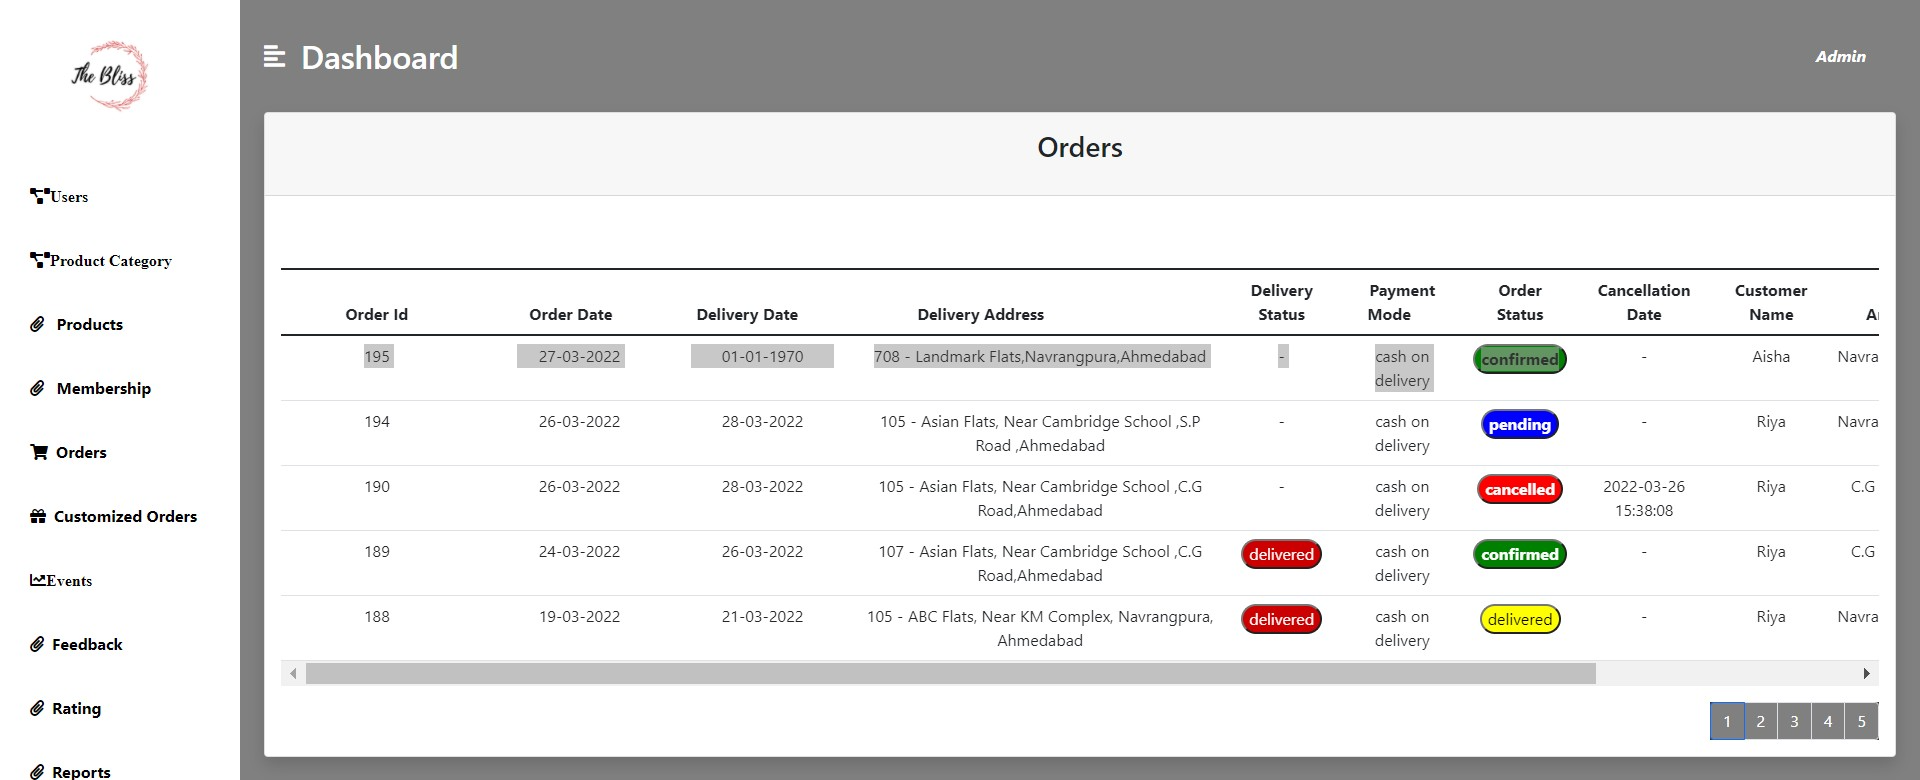 The Bliss
Dashboard
Admin
Users
Product Category
Products
Membership
Orders
Customized Orders
Events
Feedback
Rating
Reports
Orders
Order Id Order Date Delivery Date Delivery Address Delivery Status Payment Mode Order Status Cancellation Date Customer Name
195 27-03-2022 01-01-1970 708 - Landmark Flats,Navrangpura,Ahmedabad - cash on delivery confirmed - Aisha Navra
194 26-03-2022 28-03-2022 105 - Asian Flats, Near Cambridge School ,S.P Road ,Ahmedabad - cash on delivery pending - Riya Navra
190 26-03-2022 28-03-2022 105 - Asian Flats, Near Cambridge School ,C.G Road,Ahmedabad - cash on delivery cancelled 2022-03-26 15:38:08 Riya C.G
189 24-03-2022 26-03-2022 107 - Asian Flats, Near Cambridge School ,C.G Road,Ahmedabad delivered cash on delivery confirmed - Riya C.G
188 19-03-2022 21-03-2022 105 - ABC Flats, Near KM Complex, Navrangpura, Ahmedabad delivered cash on delivery delivered - Riya Navra
1 2 3 4 5